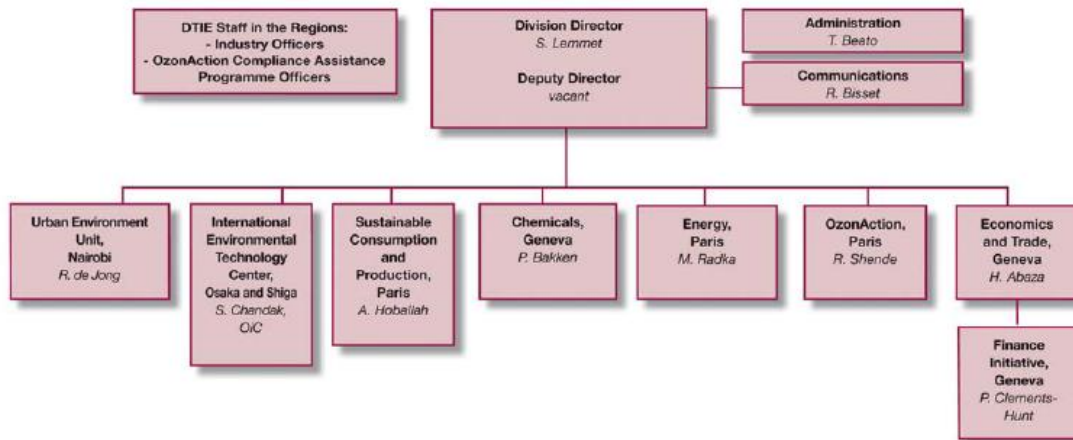 DTIE Staff in the Regions:
- Industry Officers
- OzonAction Compliance Assistance
Programme Officers
Division Director
S. Lemmet
Deputy Director
vacant
Administration
T. Beato
Communications
R. Bisset
Urban Environment
Unit,
Nairobi
R. de Jong
International
Environmental
Technology
Center,
Osaka and Shiga
S. Chandak,
OiC
Sustainable
Consumption
and
Production,
Paris
A. Hoballah
Chemicals,
Geneva
P. Bakken
Energy,
Paris
M. Radka
OzonAction,
Paris
R. Shende
Economics
and Trade,
Geneva
H. Abaza
Finance
Initiative,
Geneva
P. Clements-
Hunt